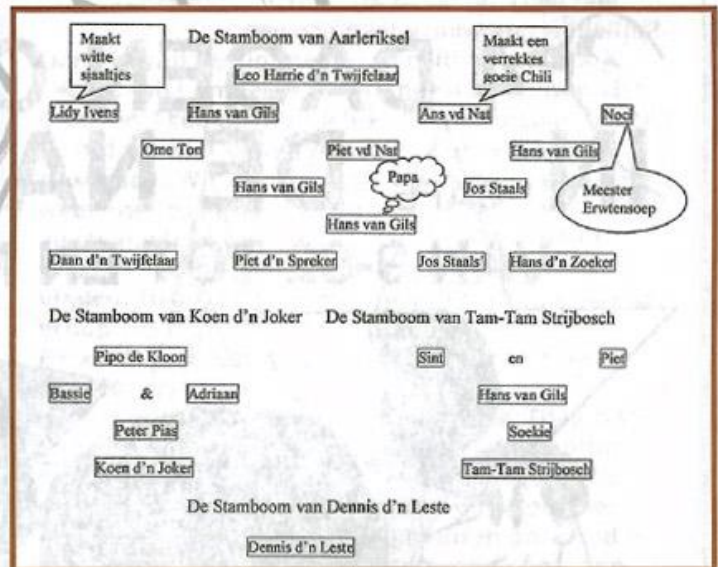 De Stamboom van Aarleriksel
Maakt
witte
sjaaltjes
Maakt een
verrekkes
goeie Chili
Leo Harrie d'n Twijfelaar
Lidy Ivens
Hans van Gils
Ans vd Nat
Noci
Ome Ton
Piet vd Nat
Hans van Gils
Papa
Hans van Gils
Jos Staals
Meester
Erwtensoep
Hans van Gils
Daan d'n Twijfelaar
Piet d'n Spreker
Jos Staals'
Hans d'n Zoeker
De Stamboom van Koen d'n Joker
De Stamboom van Tam-Tam Strijbosch
Pipo de Kloon
Sint en Piet
Bassie & Adriaan
Hans van Gils
Peter Pias
Soekie
Koen d'n Joker
Tam-Tam Strijbosch
De Stamboom van Dennis d'n Leste
Dennis d'n Leste